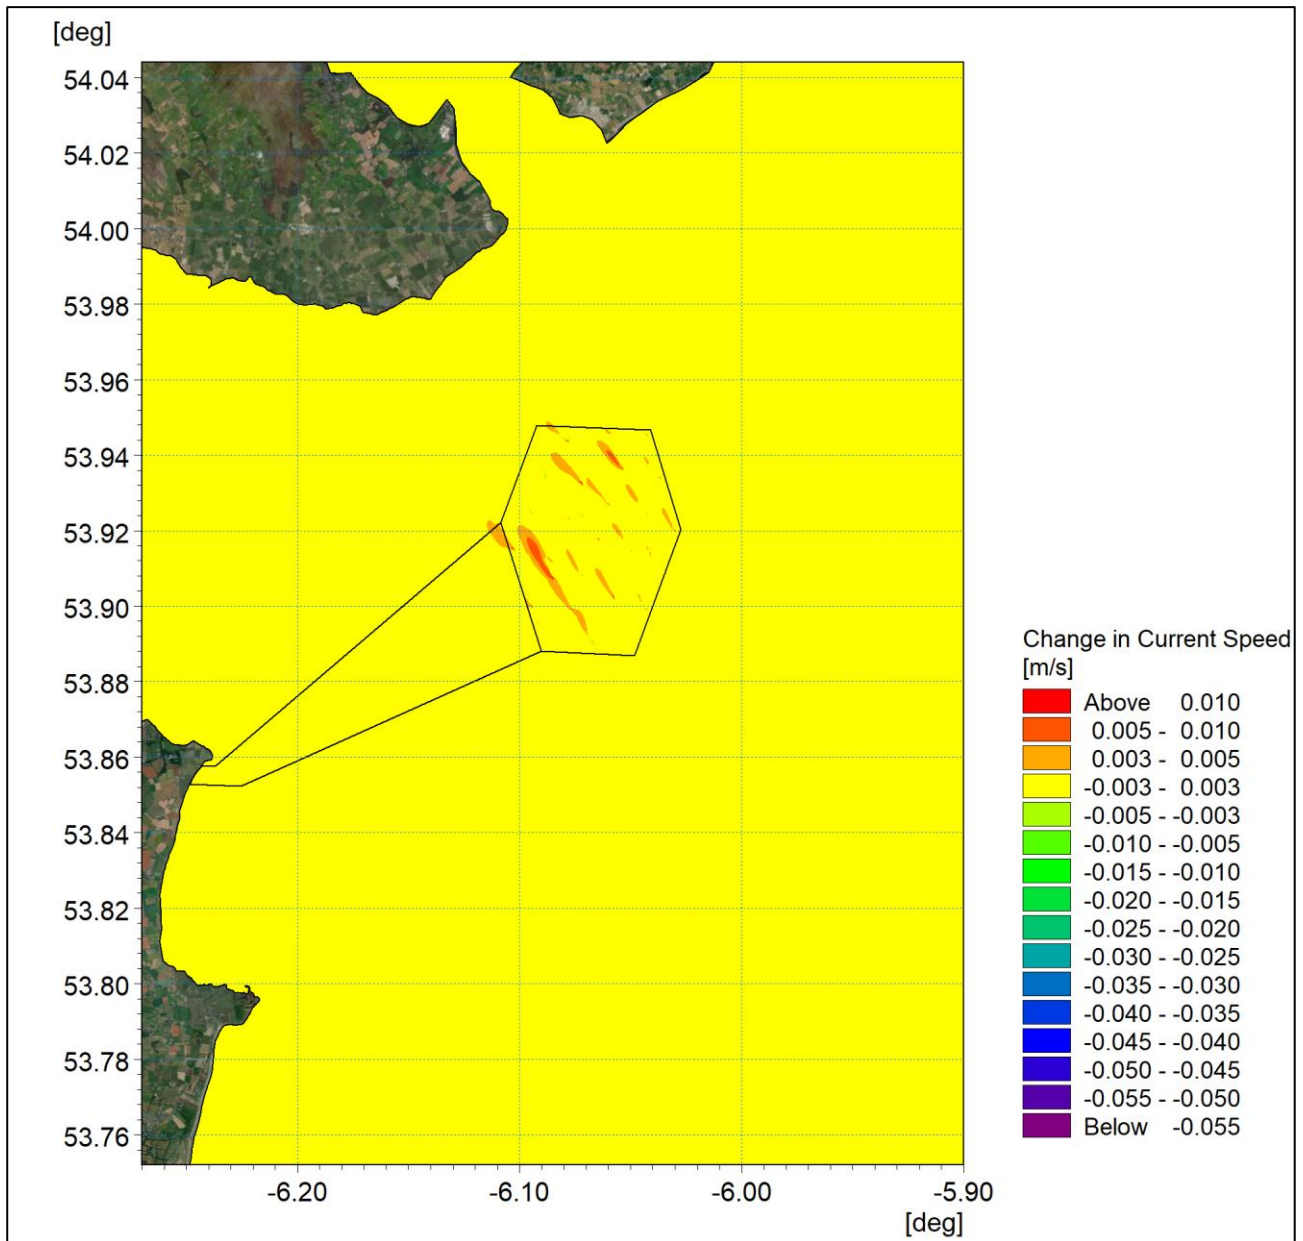 [deg]
54.04
54.02
54.00
53.98
53.96
53.94
53.92
53.90
53.88
53.86
53.84
53.82
53.80
53.78
53.76
-6.20 -6.10 -6.00 -5.90
[deg]
Change in Current Speed
[m/s]
Above 0.010
0.005 - 0.010
0.003 - 0.005
-0.003 - 0.003
-0.005 - -0.003
-0.010 - -0.005
-0.015 - -0.010
-0.020 - -0.015
-0.025 - -0.020
-0.030 - -0.025
-0.035 - -0.030
-0.040 - -0.035
-0.045 - -0.040
-0.050 - -0.045
-0.055 - -0.050
Below -0.055